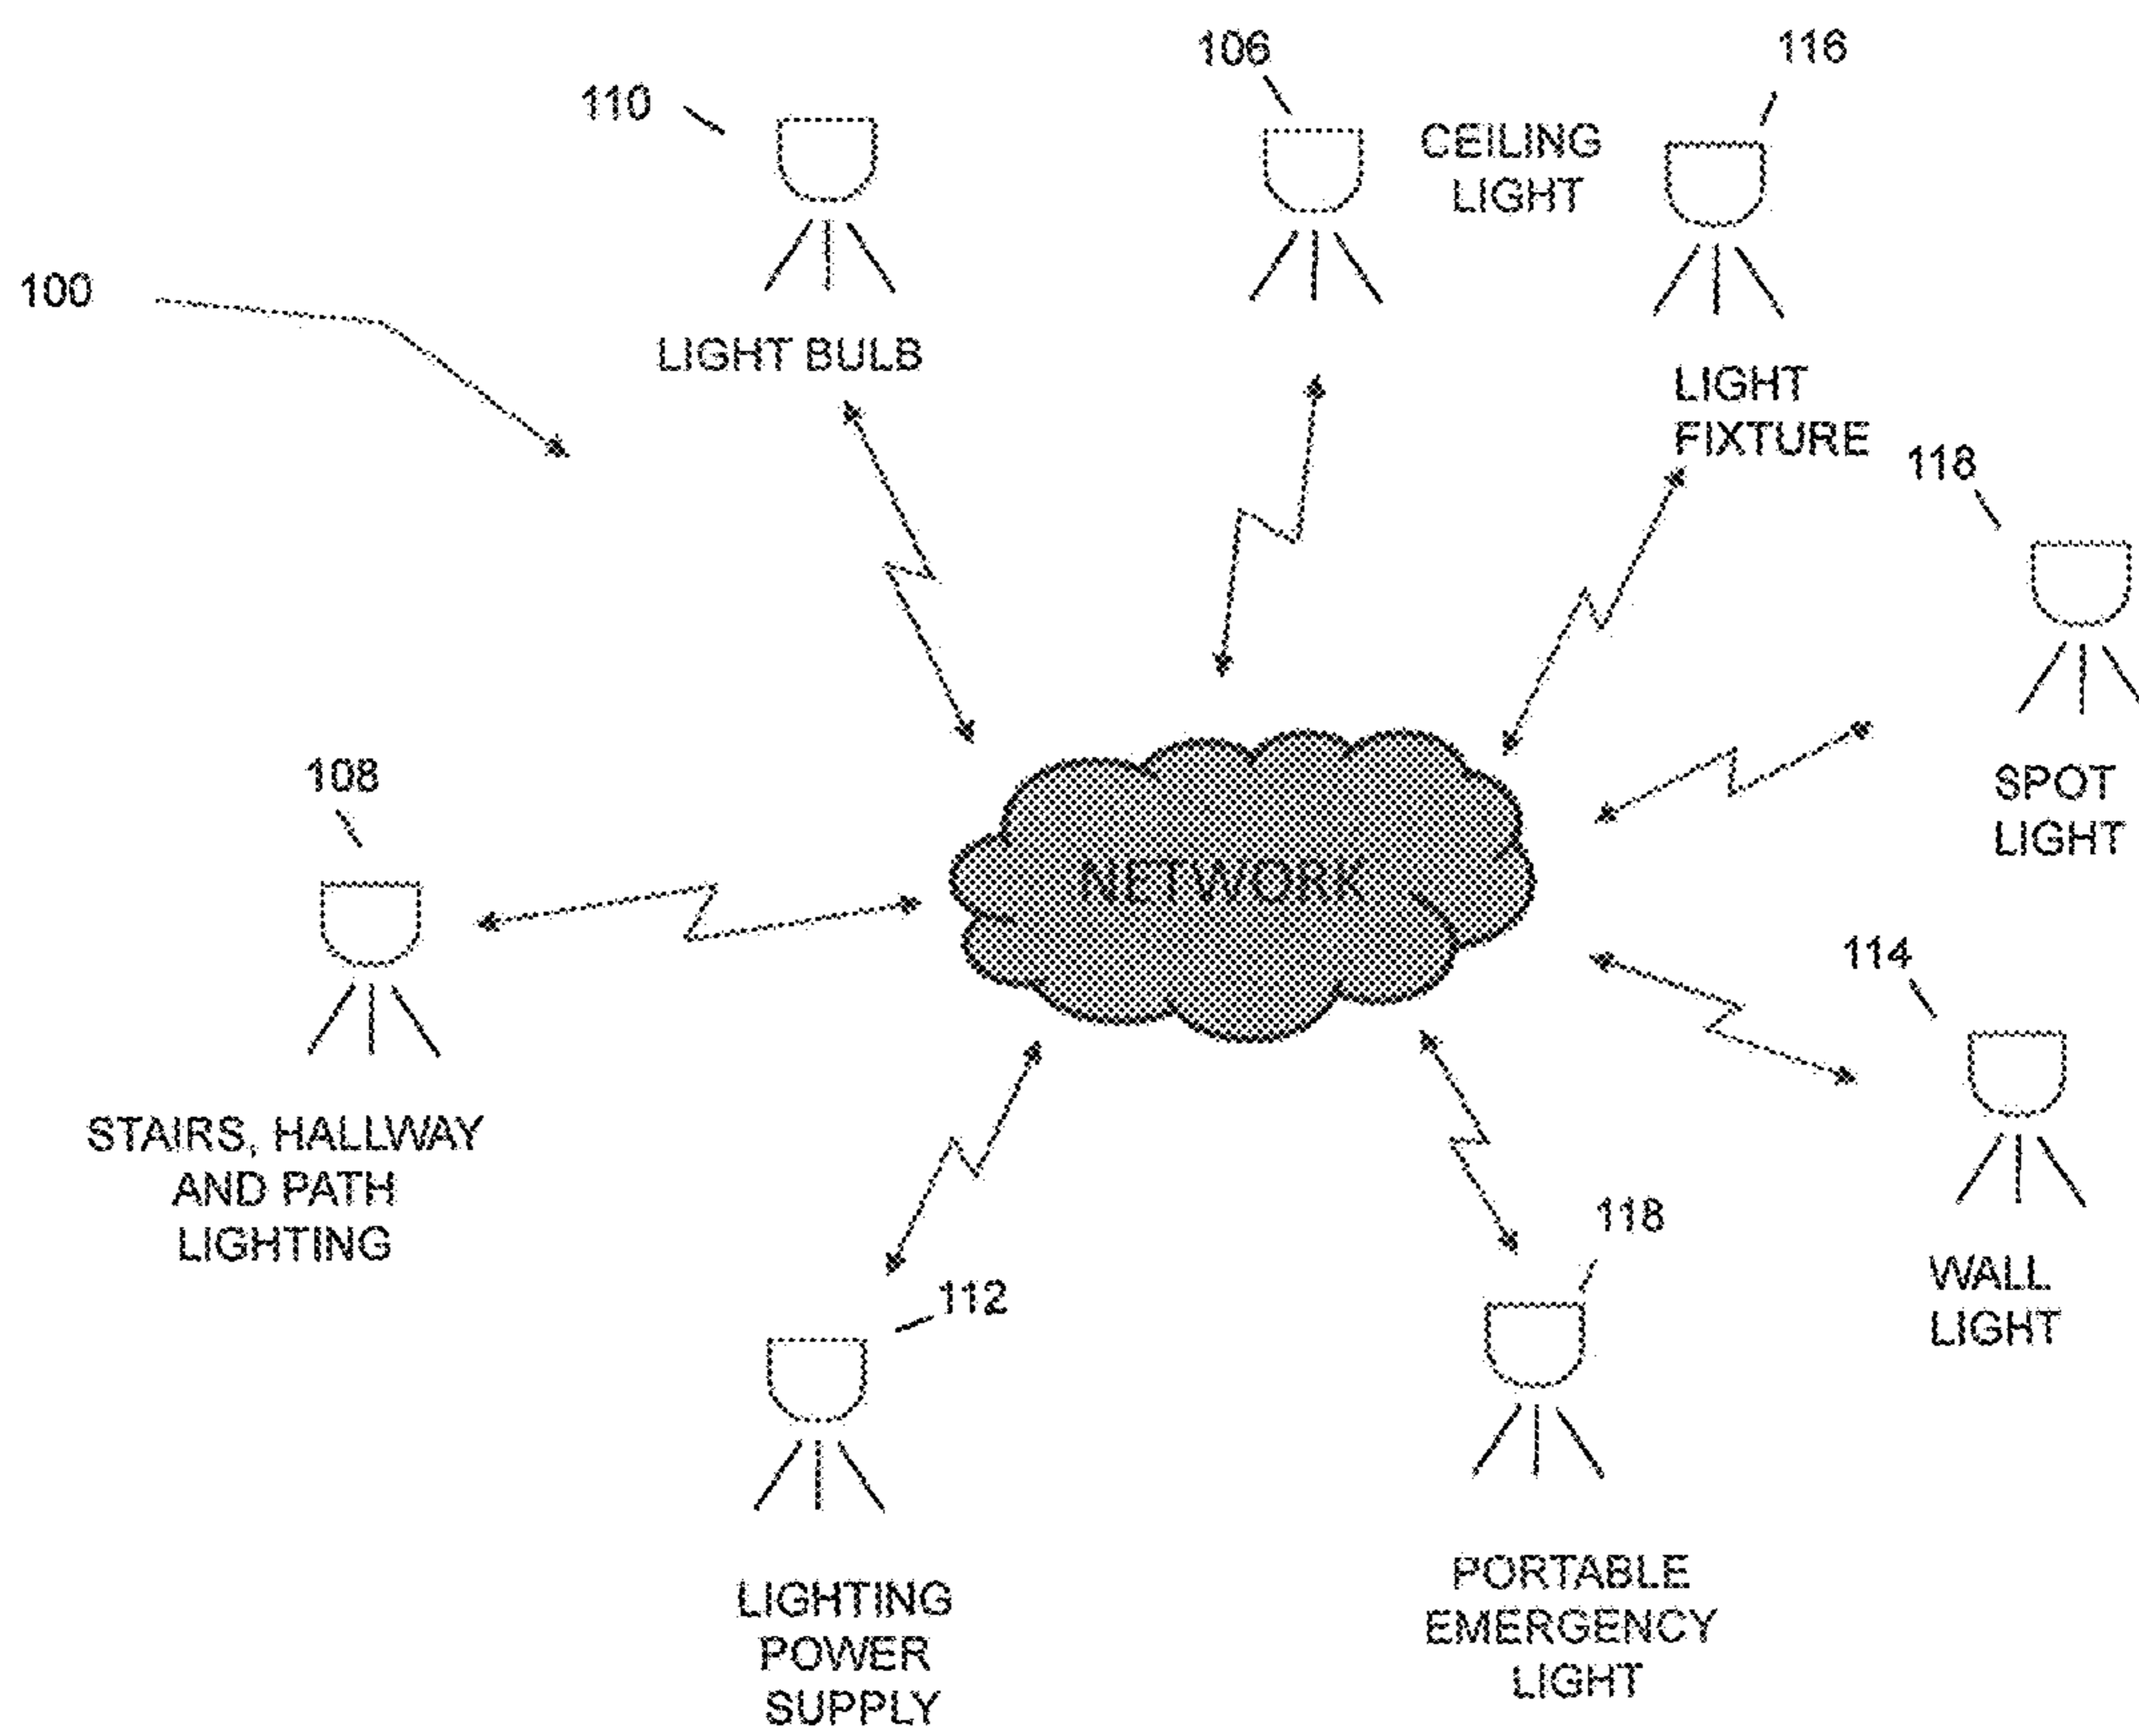 106
116
110
CEILING
LIGHT
100
LIGHT BULB
LIGHT
FIXTURE
118
108
SPOT
LIGHT
NETWORK
114
STAIRS, HALLWAY
AND PATH
LIGHTING
118
WALL
LIGHT
112
PORTABLE
EMERGENCY
LIGHT
LIGHTING
POWER
SUPPLY